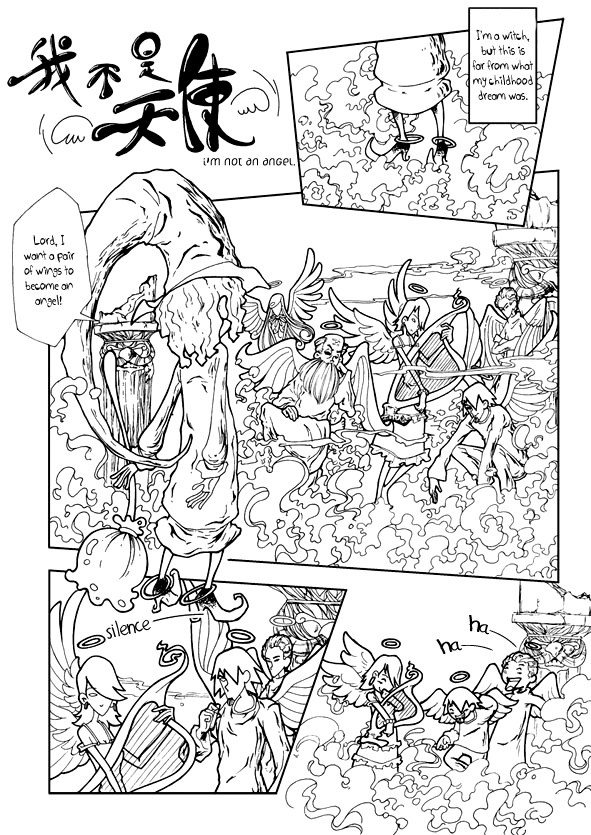 我不是
天使
I'm not an angel.
I'm a witch,
but this is
far from what
my childhood
dream was.
Lord, I
want a pair
of wings to
become an
angel!
silence
ha
ha